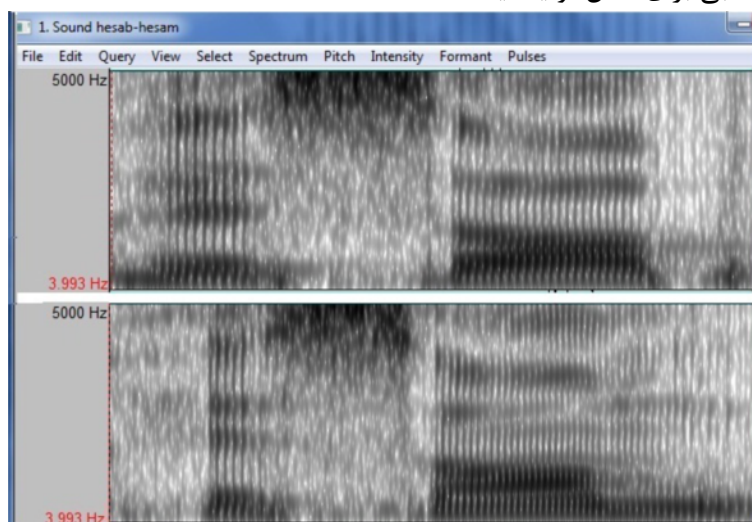 1. Sound hesab-hesam
File Edit Query View Select Spectrum Pitch Intensity Formant Pulses
5000 Hz
3.993 Hz
5000 Hz
3.993 Hz